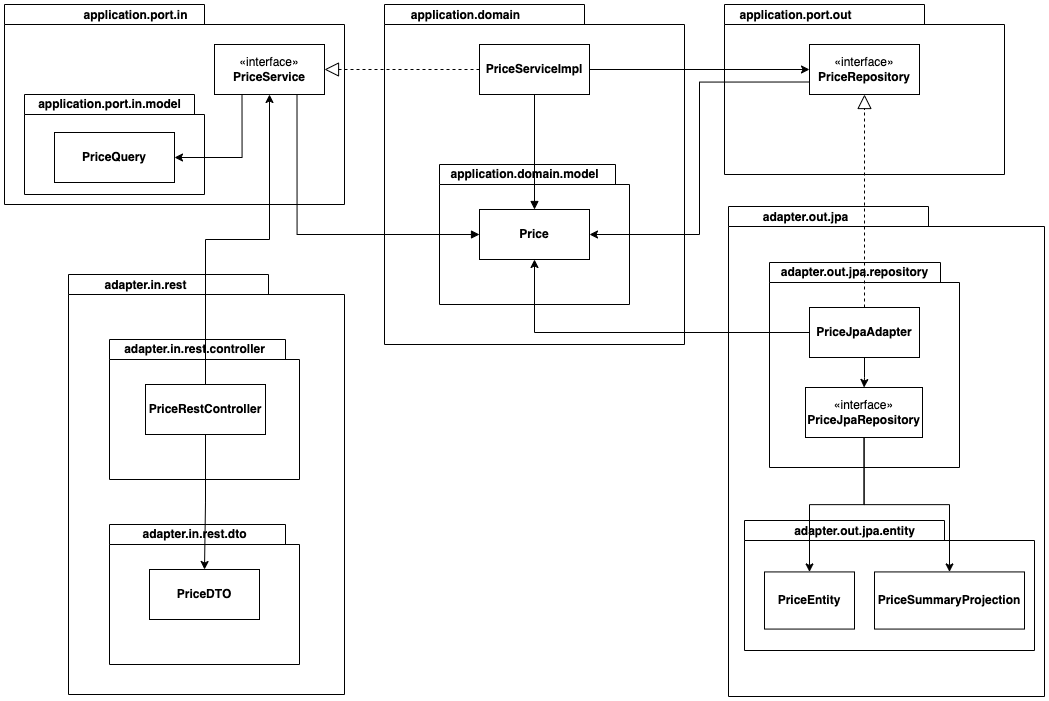 application.port.in
«interface»
PriceService
application.port.in.model
PriceQuery
application.domain
PriceServiceImpl
application.domain.model
Price
application.port.out
«interface»
PriceRepository
adapter.in.rest
adapter.in.rest.controller
PriceRestController
adapter.in.rest.dto
PriceDTO
adapter.out.jpa
adapter.out.jpa.repository
PriceJpaAdapter
«interface»
PriceJpaRepository
adapter.out.jpa.entity
PriceEntity
PriceSummaryProjection